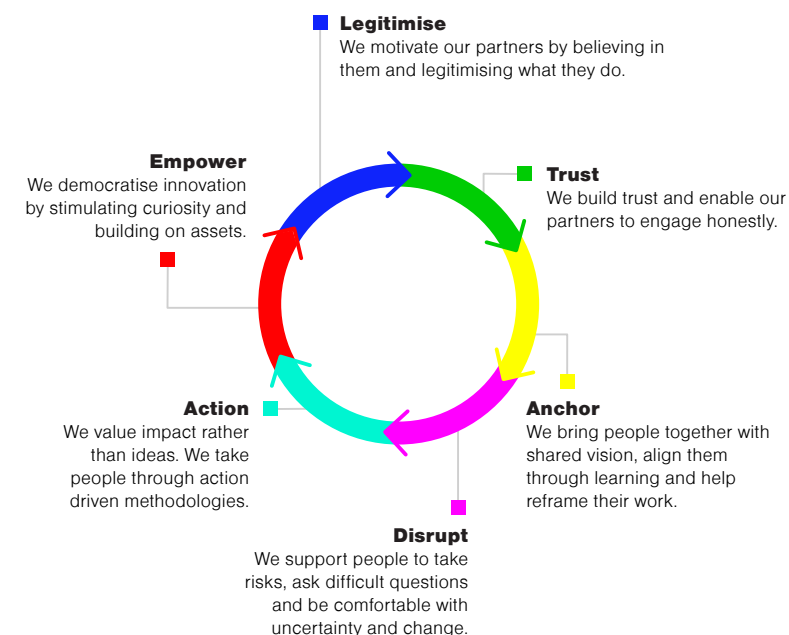 Legitimise
We motivate our partners by believing in
them and legitimising what they do.
Trust
We build trust and enable our
partners to engage honestly.
Anchor
We bring people together with
shared vision, align them
through learning and help
reframe their work.
Disrupt
We support people to take
risks, ask difficult questions
and be comfortable with
uncertainty and change.
Action
We value impact rather
than ideas. We take
people through action
driven methodologies.
Empower
We democratise innovation
by stimulating curiosity and
building on assets.